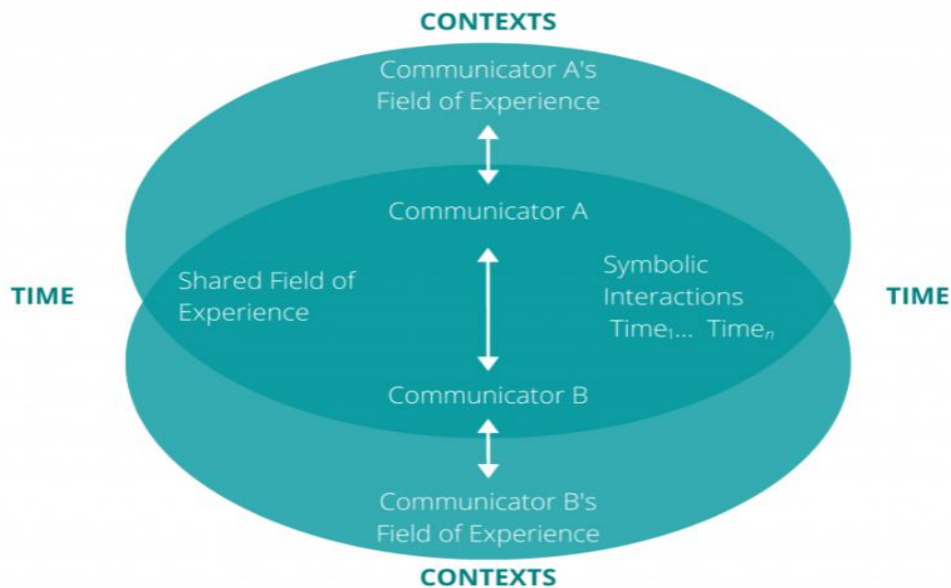 CONTEXTS
Communicator A's
Field of Experience
Communicator A
Shared Field of
Experience
Symbolic
Interactions
Time₁... Timeₙ
TIME
TIME
Communicator B
Communicator B's
Field of Experience
CONTEXTS